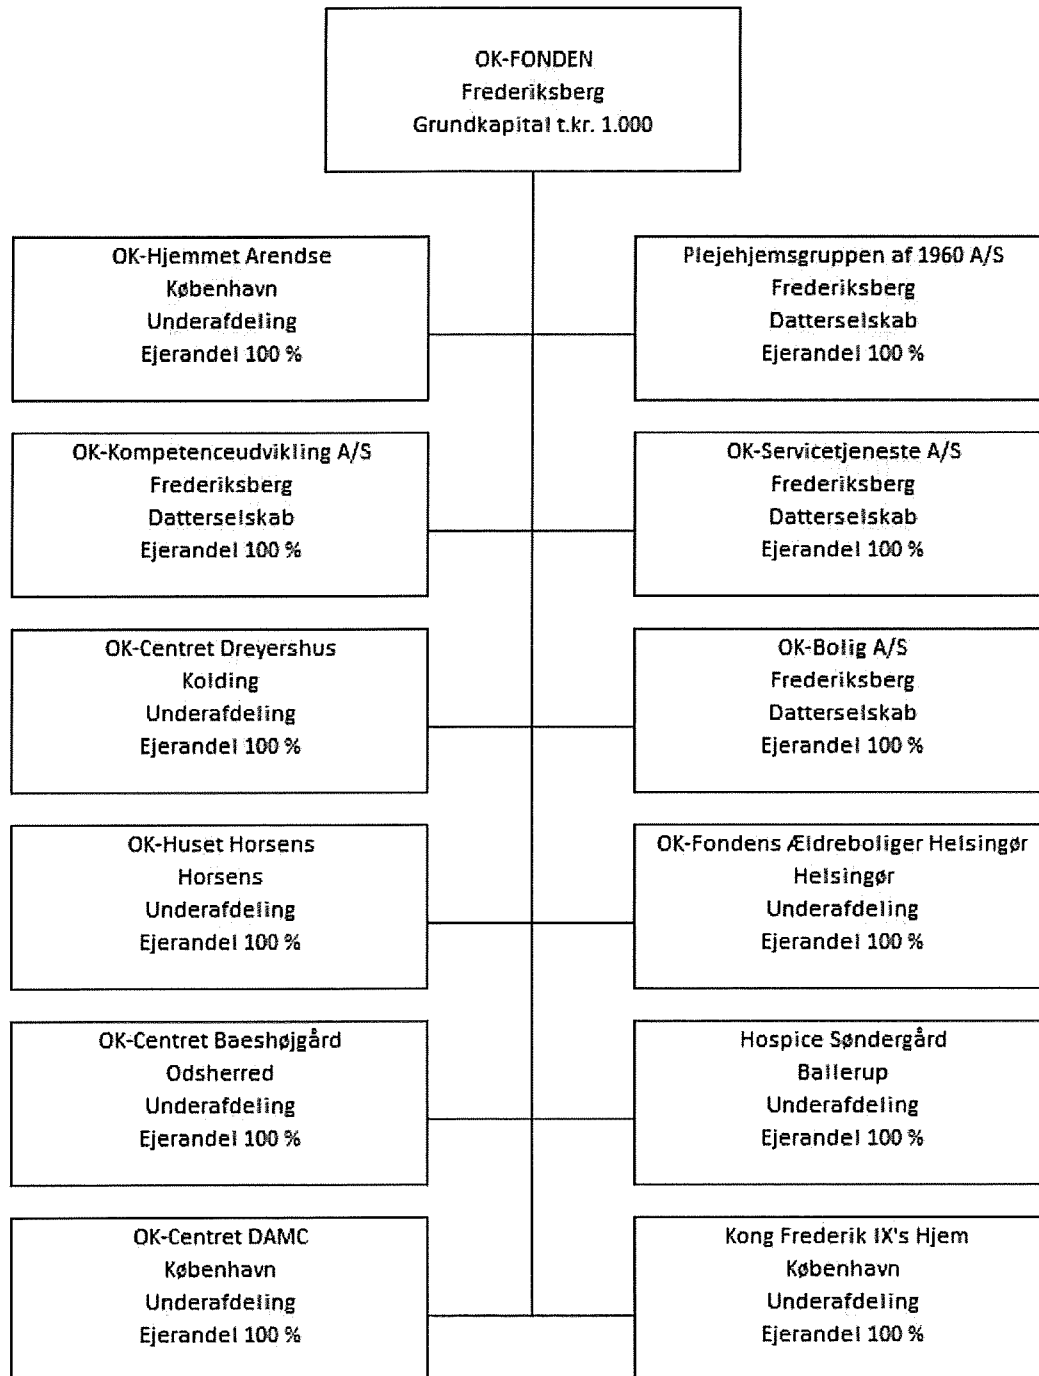 OK-FONDEN
Frederiksberg
Grundkapital t.kr. 1.000
OK-Hjemmet Arendse
København
Underafdeling
Ejerandel 100 %
Plejehjemsgruppen af 1960 A/S
Frederiksberg
Datterselskab
Ejerandel 100 %
OK-Kompetenceudvikling A/S
Frederiksberg
Datterselskab
Ejerandel 100 %
OK-Servicetjeneste A/S
Frederiksberg
Datterselskab
Ejerandel 100 %
OK-Centret Dreyershus
Kolding
Underafdeling
Ejerandel 100 %
OK-Bolig A/S
Frederiksberg
Datterselskab
Ejerandel 100 %
OK-Huset Horsens
Horsens
Underafdeling
Ejerandel 100 %
OK-Fondens Ældreboliger Helsingør
Helsingør
Underafdeling
Ejerandel 100 %
OK-Centret Baeshøjgård
Odsherred
Underafdeling
Ejerandel 100 %
Hospice Søndergård
Ballerup
Underafdeling
Ejerandel 100 %
OK-Centret DAMC
København
Underafdeling
Ejerandel 100 %
Kong Frederik IX's Hjem
København
Underafdeling
Ejerandel 100 %